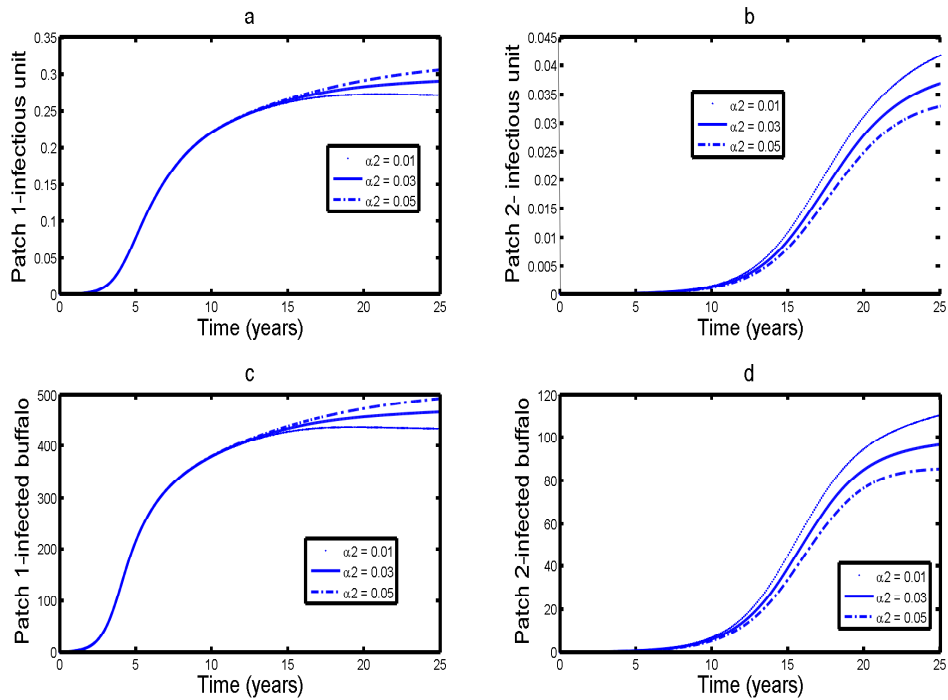 a
Patch 1-infectious unit
0.35
0.3
0.25
0.2
0.15
0.1
0.05
0
α2 = 0.01
α2 = 0.03
α2 = 0.05
0 5 10 15 20 25
Time (years)
b
Patch 2- infectious unit
0.045
0.04
0.035
0.03
0.025
0.02
0.015
0.01
0.005
0
α2 = 0.01
α2 = 0.03
α2 = 0.05
0 5 10 15 20 25
Time (years)
c
Patch 1-infected buffalo
500
400
300
200
100
0
α2 = 0.01
α2 = 0.03
α2 = 0.05
0 5 10 15 20 25
Time (years)
d
Patch 2-infected buffalo
120
100
80
60
40
20
0
α2 = 0.01
α2 = 0.03
α2 = 0.05
0 5 10 15 20 25
Time (years)